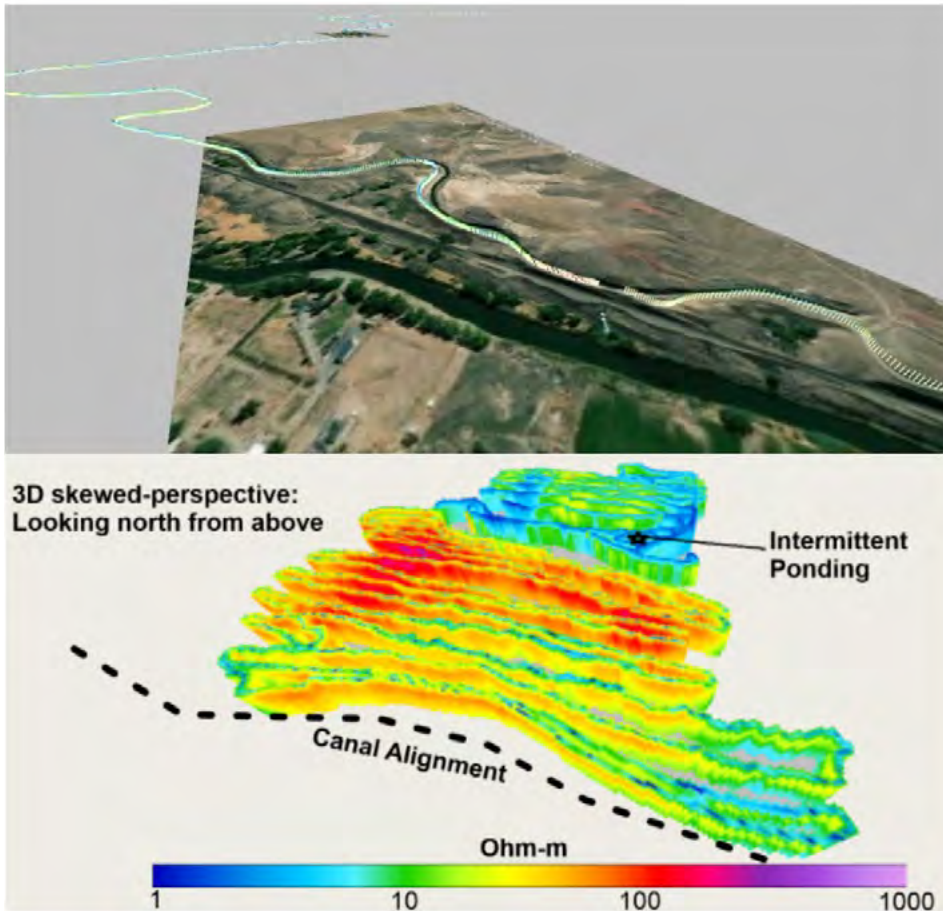 3D skewed-perspective:
Looking north from above
Intermittent
Ponding
Canal Alignment
Ohm-m
1 10 100 1000